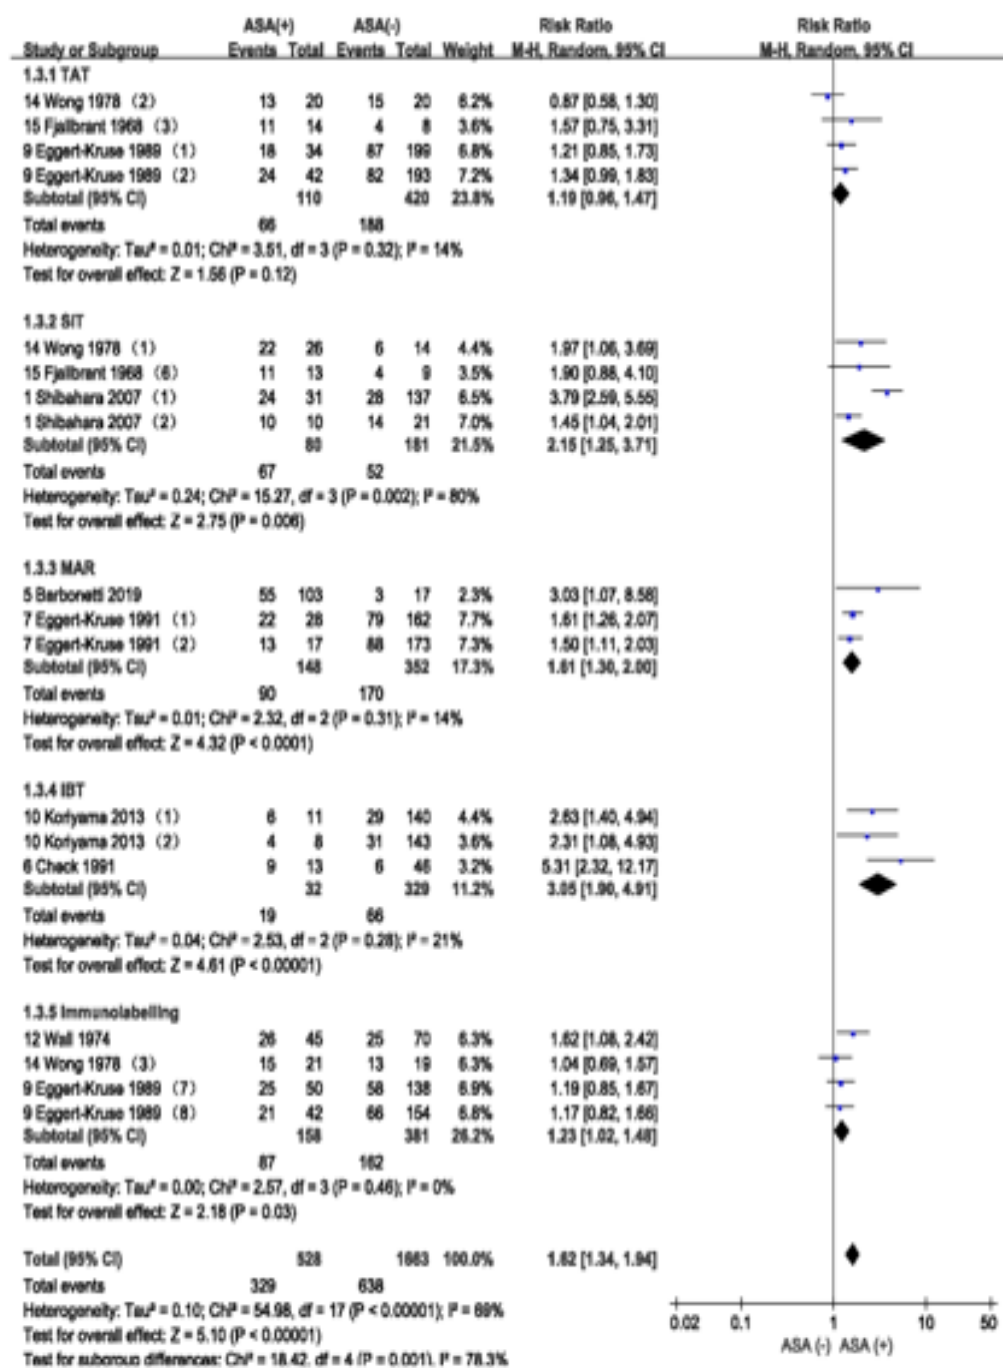 ASA(+) ASA(-) Risk Ratio Risk Ratio
Study or Subgroup Events Total Events Total Weight M-H, Random, 95% CI M-H, Random, 95% CI
1.3.1 TAT
14 Wong 1978 (2) 13 20 15 20 6.2% 0.87 [0.58, 1.30]
15 Fjallbrant 1968 (3) 11 14 4 8 3.6% 1.57 [0.75, 3.31]
9 Eggert-Kruse 1989 (1) 18 34 87 199 6.8% 1.21 [0.85, 1.73]
9 Eggert-Kruse 1989 (2) 24 42 82 193 7.2% 1.34 [0.99, 1.83]
Subtotal (95% CI) 110 420 23.8% 1.19 [0.96, 1.47]
Total events 66 188
Heterogeneity: Tau² = 0.01; Chi² = 3.51, df = 3 (P = 0.32); I² = 14%
Test for overall effect: Z = 1.56 (P = 0.12)
1.3.2 SIT
14 Wong 1978 (1) 22 26 6 14 4.4% 1.97 [1.06, 3.69]
15 Fjallbrant 1968 (6) 11 13 4 9 3.5% 1.90 [0.88, 4.10]
1 Shibahara 2007 (1) 24 31 28 137 6.5% 3.79 [2.59, 5.55]
1 Shibahara 2007 (2) 10 10 14 21 7.0% 1.45 [1.04, 2.01]
Subtotal (95% CI) 80 181 21.5% 2.15 [1.25, 3.71]
Total events 67 52
Heterogeneity: Tau² = 0.24; Chi² = 15.27, df = 3 (P = 0.002); I² = 80%
Test for overall effect: Z = 2.75 (P = 0.006)
1.3.3 MAR
5 Barbonetti 2019 55 103 3 17 2.3% 3.03 [1.07, 8.58]
7 Eggert-Kruse 1991 (1) 22 28 79 162 7.7% 1.61 [1.26, 2.07]
7 Eggert-Kruse 1991 (2) 13 17 88 173 7.3% 1.50 [1.11, 2.03]
Subtotal (95% CI) 148 352 17.3% 1.61 [1.30, 2.00]
Total events 90 170
Heterogeneity: Tau² = 0.01; Chi² = 2.32, df = 2 (P = 0.31); I² = 14%
Test for overall effect: Z = 4.32 (P < 0.0001)
1.3.4 IBT
10 Koriyama 2013 (1) 6 11 29 140 4.4% 2.63 [1.40, 4.94]
10 Koriyama 2013 (2) 4 8 31 143 3.6% 2.31 [1.08, 4.93]
6 Check 1991 9 13 6 46 3.2% 5.31 [2.32, 12.17]
Subtotal (95% CI) 32 329 11.2% 3.05 [1.90, 4.91]
Total events 19 66
Heterogeneity: Tau² = 0.04; Chi² = 2.53, df = 2 (P = 0.28); I² = 21%
Test for overall effect: Z = 4.61 (P < 0.00001)
1.3.5 Immunolabelling
12 Wall 1974 26 45 25 70 6.3% 1.62 [1.08, 2.42]
14 Wong 1978 (3) 15 21 13 19 6.3% 1.04 [0.69, 1.57]
9 Eggert-Kruse 1989 (7) 25 50 58 138 6.9% 1.19 [0.85, 1.67]
9 Eggert-Kruse 1989 (8) 21 42 66 154 6.8% 1.17 [0.82, 1.66]
Subtotal (95% CI) 158 381 26.2% 1.23 [1.02, 1.48]
Total events 87 162
Heterogeneity: Tau² = 0.00; Chi² = 2.57, df = 3 (P = 0.46); I² = 0%
Test for overall effect: Z = 2.18 (P = 0.03)
Total (95% CI) 528 1663 100.0% 1.62 [1.34, 1.94]
Total events 329 638
Heterogeneity: Tau² = 0.10; Chi² = 54.98, df = 17 (P < 0.00001); I² = 69%
Test for overall effect: Z = 5.10 (P < 0.00001)
Test for subgroup differences: Chi² = 18.42, df = 4 (P = 0.001), I² = 78.3%
0.02 0.1 1 10 50
ASA (-) ASA (+)